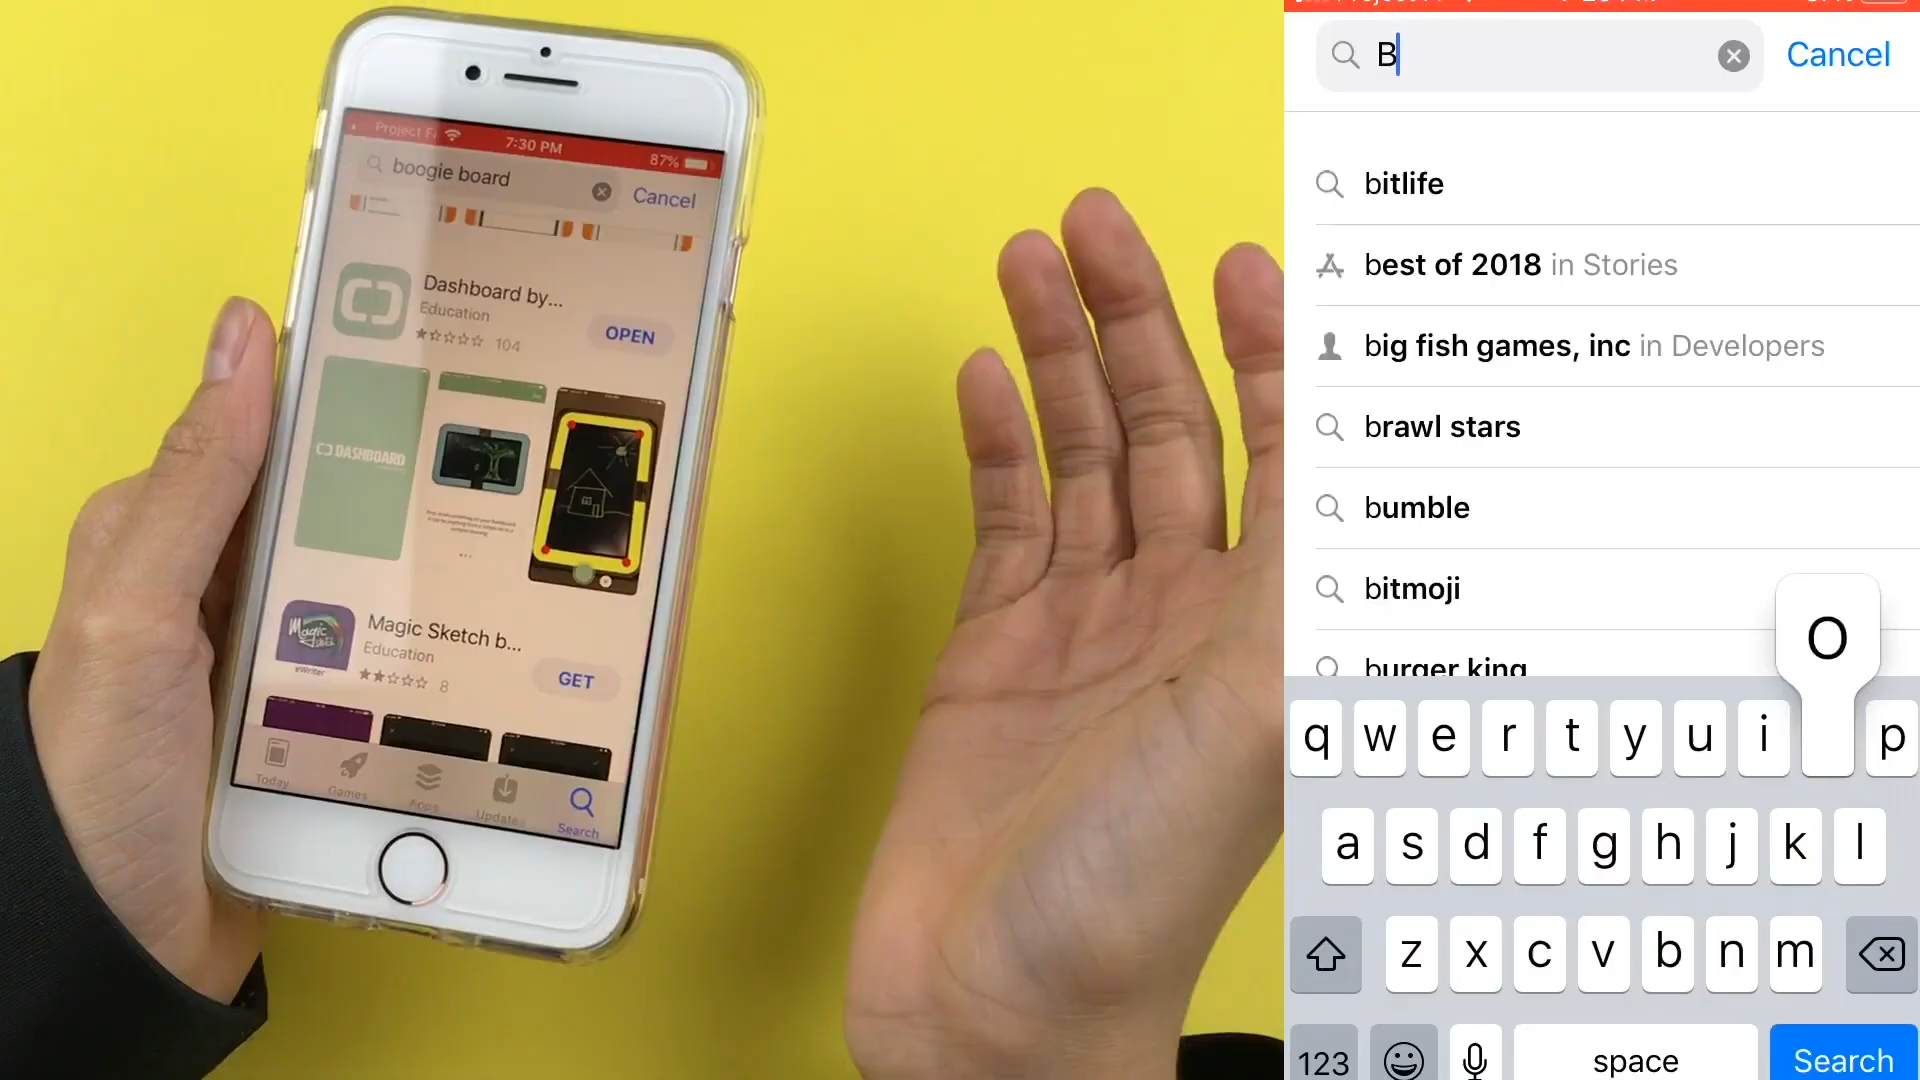 7:30 PM
87%
boogie board
Cancel
Dashboard by...
Education
104
OPEN
DASHBOARD
Magic Sketch b...
Education
8
GET
eWriter
Today
Games
Apps
Updates
Search
B
Cancel
bitlife
best of 2018 in Stories
big fish games, inc in Developers
brawl stars
bumble
bitmoji
burger king
O
q w e r t y u i p
a s d f g h j k l
z x c v b n m
123 space Search